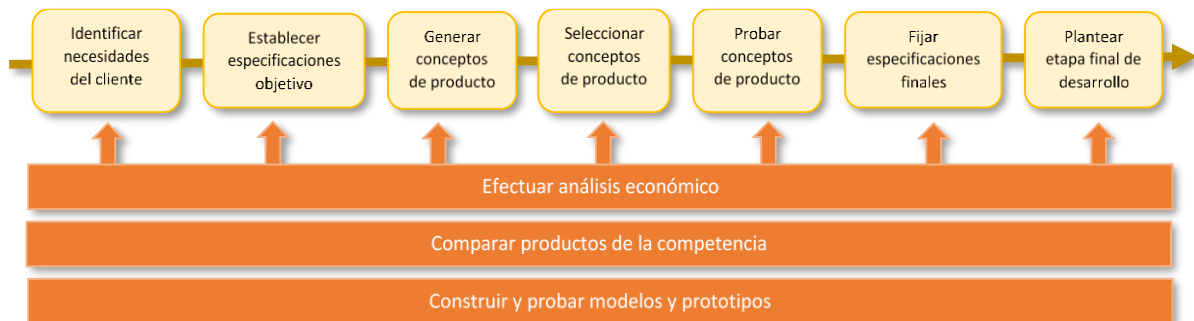 Identificar
necesidades
del cliente
Establecer
especificaciones
objetivo
Generar
conceptos
de producto
Seleccionar
conceptos
de producto
Probar
conceptos
de producto
Fijar
especificaciones
finales
Plantear
etapa final de
desarrollo
Efectuar análisis económico
Comparar productos de la competencia
Construir y probar modelos y prototipos